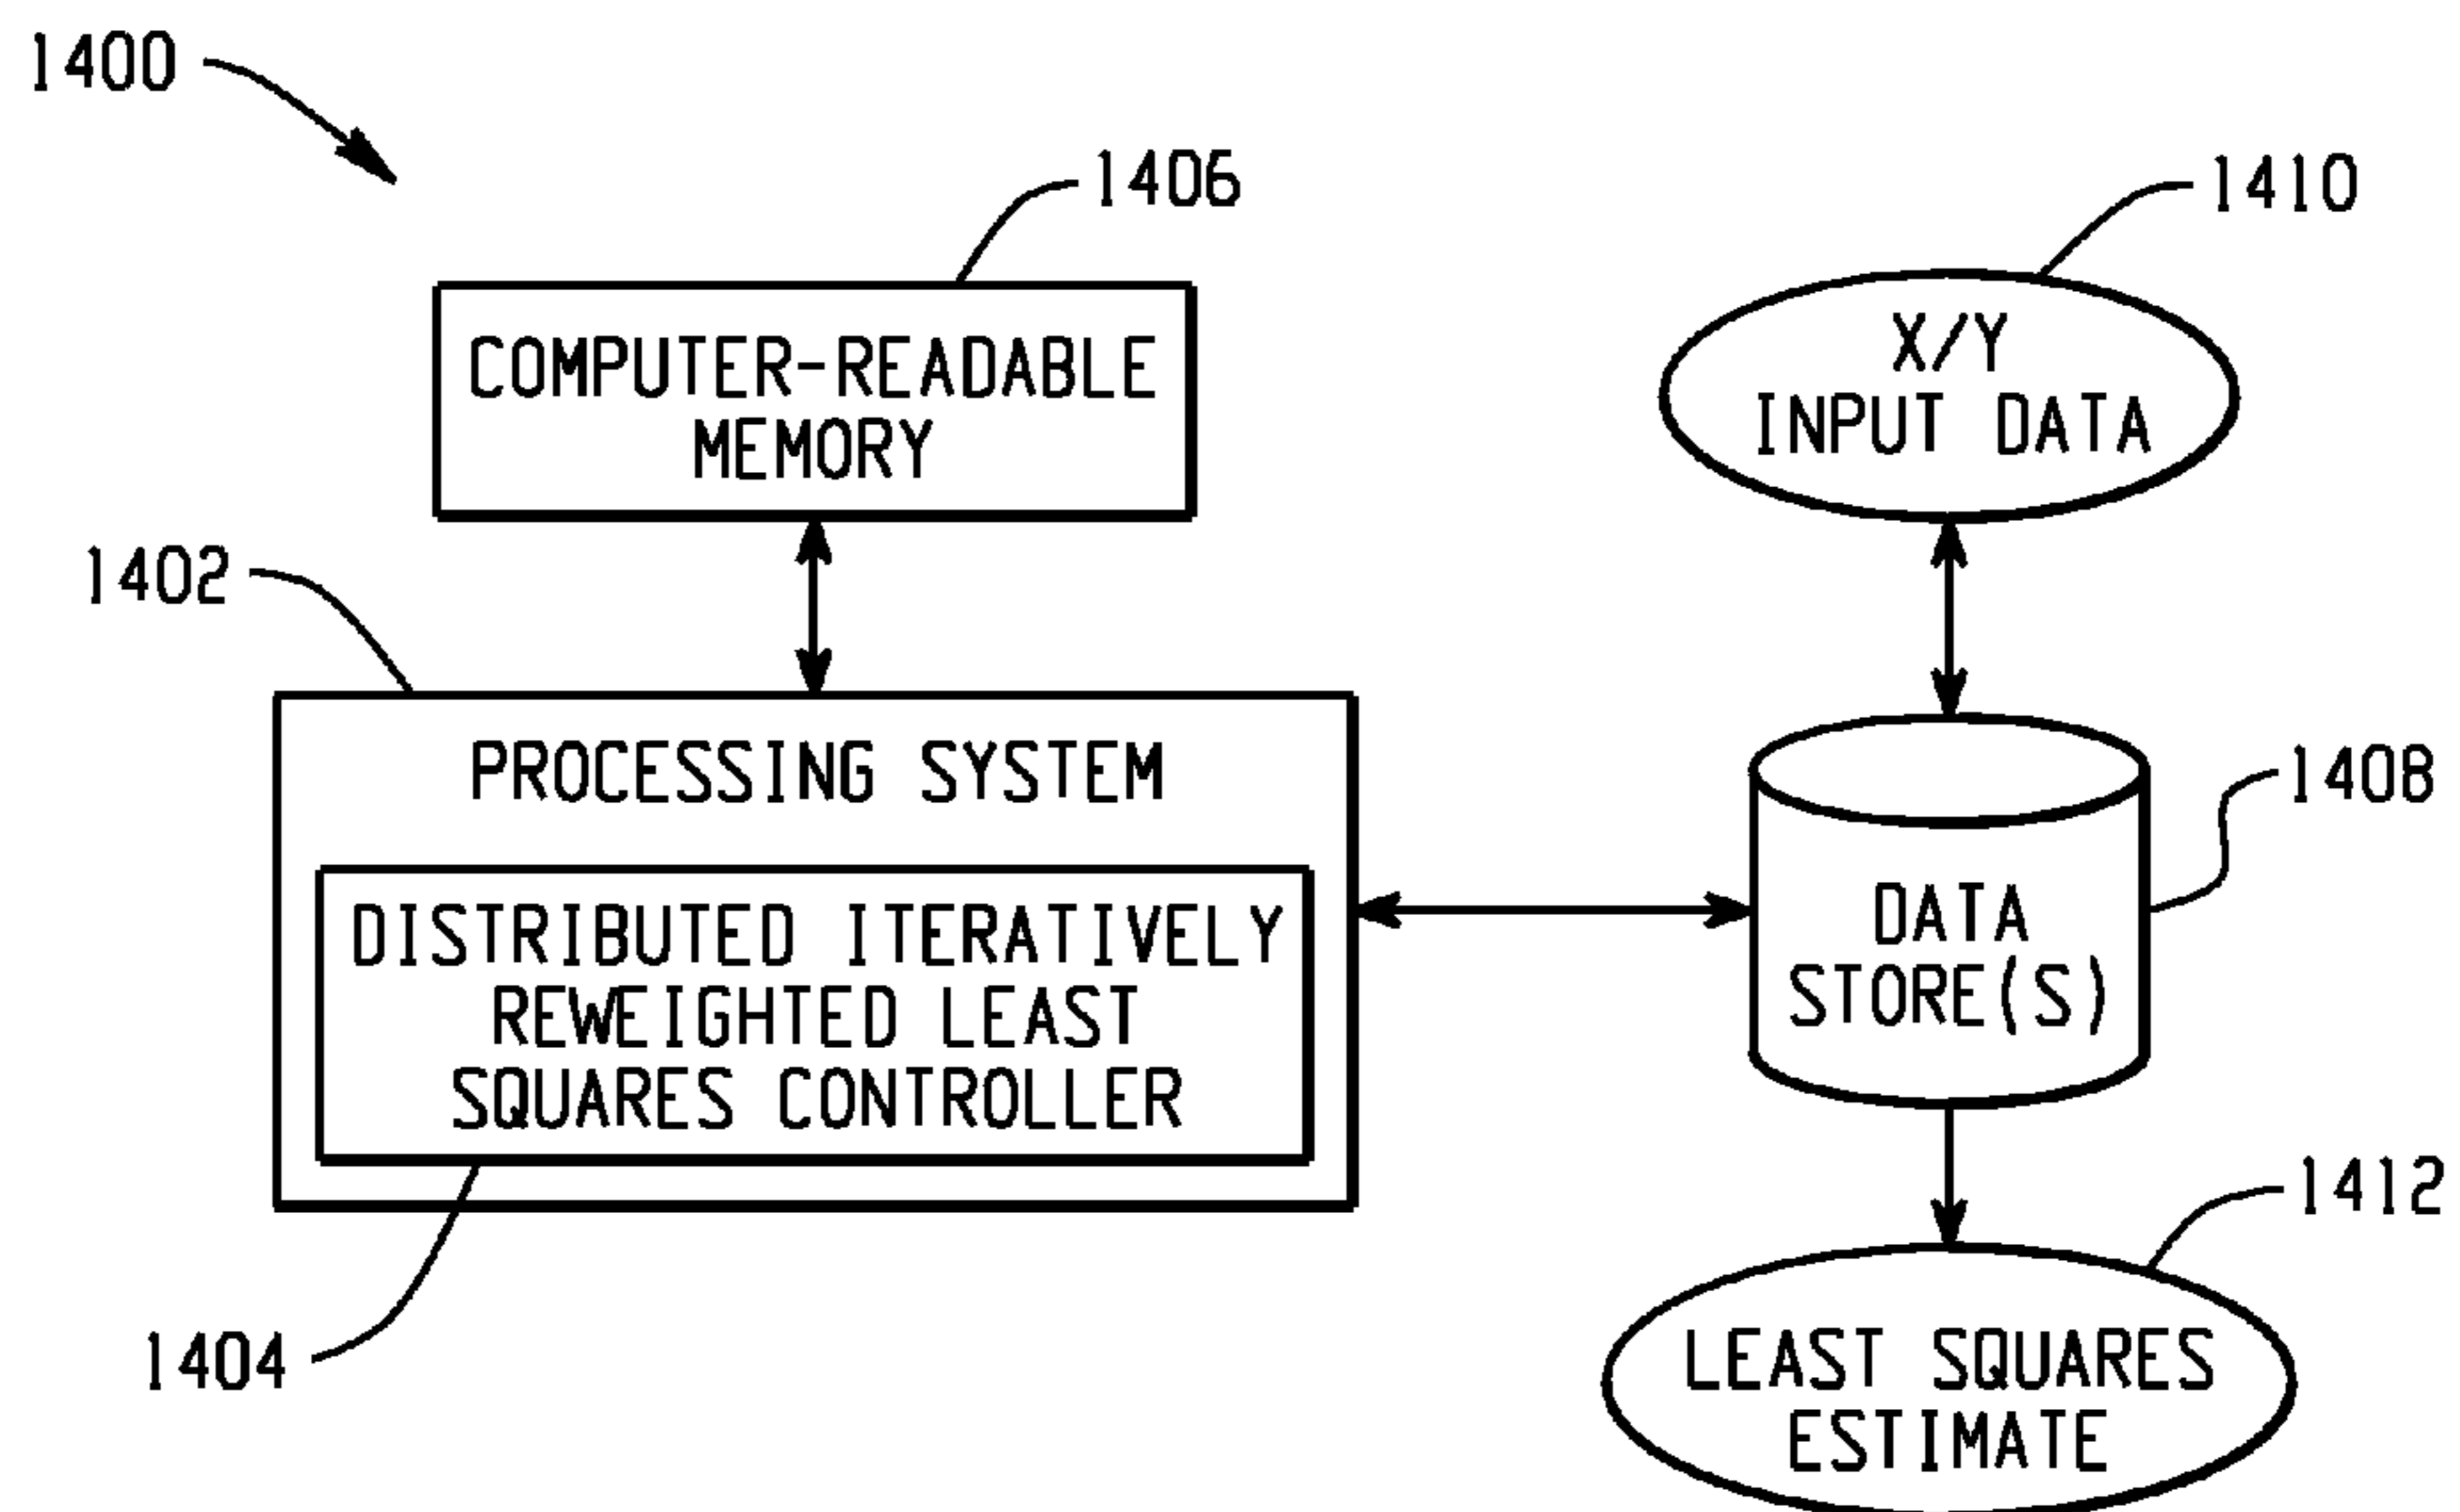 1400
1406
1410
COMPUTER-READABLE
MEMORY
X/Y
INPUT DATA
1402
PROCESSING SYSTEM
1408
DISTRIBUTED ITERATIVELY
REWEIGHTED LEAST
SQUARES CONTROLLER
DATA
STORE(S)
1412
1404
LEAST SQUARES
ESTIMATE